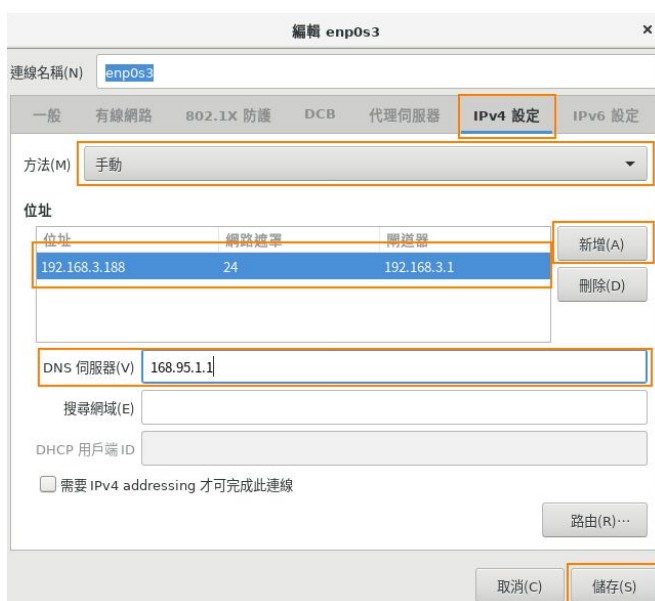 編輯 enp0s3 ×
連線名稱(N) enp0s3
一般 有線網路 802.1X 防護 DCB 代理伺服器 IPv4 設定 IPv6 設定
方法(M) 手動
位址
位址 網路遮罩 閘道器 新增(A)
192.168.3.188 24 192.168.3.1
刪除(D)
DNS 伺服器(V) 168.95.1.1
搜尋網域(E)
DHCP 用戶端 ID
需要 IPv4 addressing 才可完成此連線
路由(R)⋯
取消(C) 儲存(S)